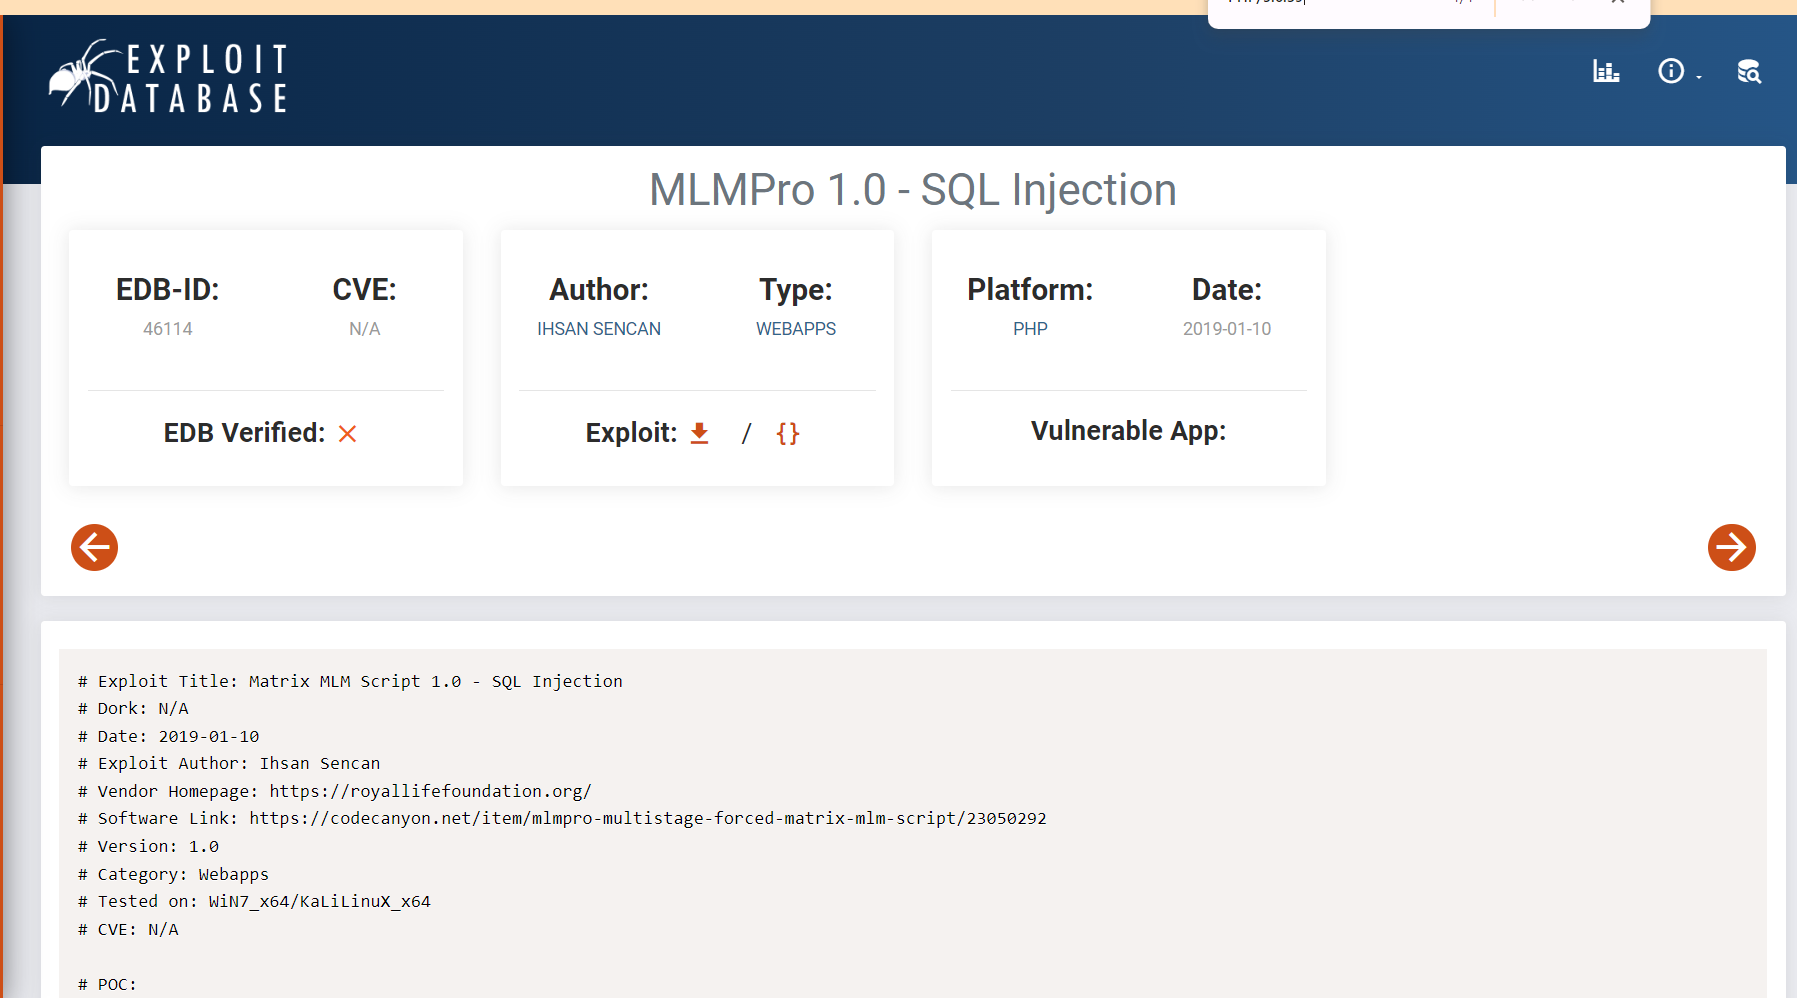 EXPLOIT
DATABASE
MLMPro 1.0 - SQL Injection
EDB-ID:
46114
CVE:
N/A
EDB Verified:
Author:
IHSAN SENCAN
Type:
WEBAPPS
Exploit: / {}
Platform:
PHP
Date:
2019-01-10
Vulnerable App:
# Exploit Title: Matrix MLM Script 1.0 - SQL Injection
# Dork: N/A
# Date: 2019-01-10
# Exploit Author: Ihsan Sencan
# Vendor Homepage: https://royallifefoundation.org/
# Software Link: https://codecanyon.net/item/mlmpro-multistage-forced-matrix-mlm-script/23050292
# Version: 1.0
# Category: Webapps
# Tested on: WiN7_x64/KaLiLinuX_x64
# CVE: N/A
# POC: